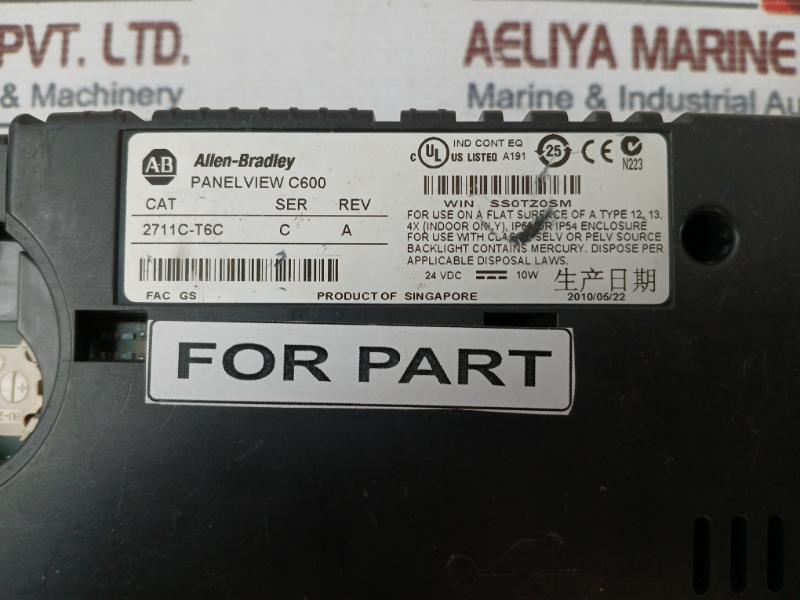 PVT. LTD.
AELIYA MARINE
& Machinery
Marine & Industrial Au
A-B
Allen-Bradley
PANELVIEW C600
CAT SER REV
2711C-T6C C A
FAC GS
PRODUCT OF SINGAPORE
C UL US LISTED
IND CONT EQ
A191
25
CE
N223
WIN SS0TZ0SM
FOR USE ON A FLAT SURFACE OF A TYPE 12, 13,
4X (INDOOR ONLY), OR IP54 ENCLOSURE
FOR USE WITH SELV OR PELV SOURCE
BACKLIGHT CONTAINS MERCURY. DISPOSE PER
APPLICABLE DISPOSAL LAWS.
24 VDC 10W
生产日期
2010/05/22
FOR PART